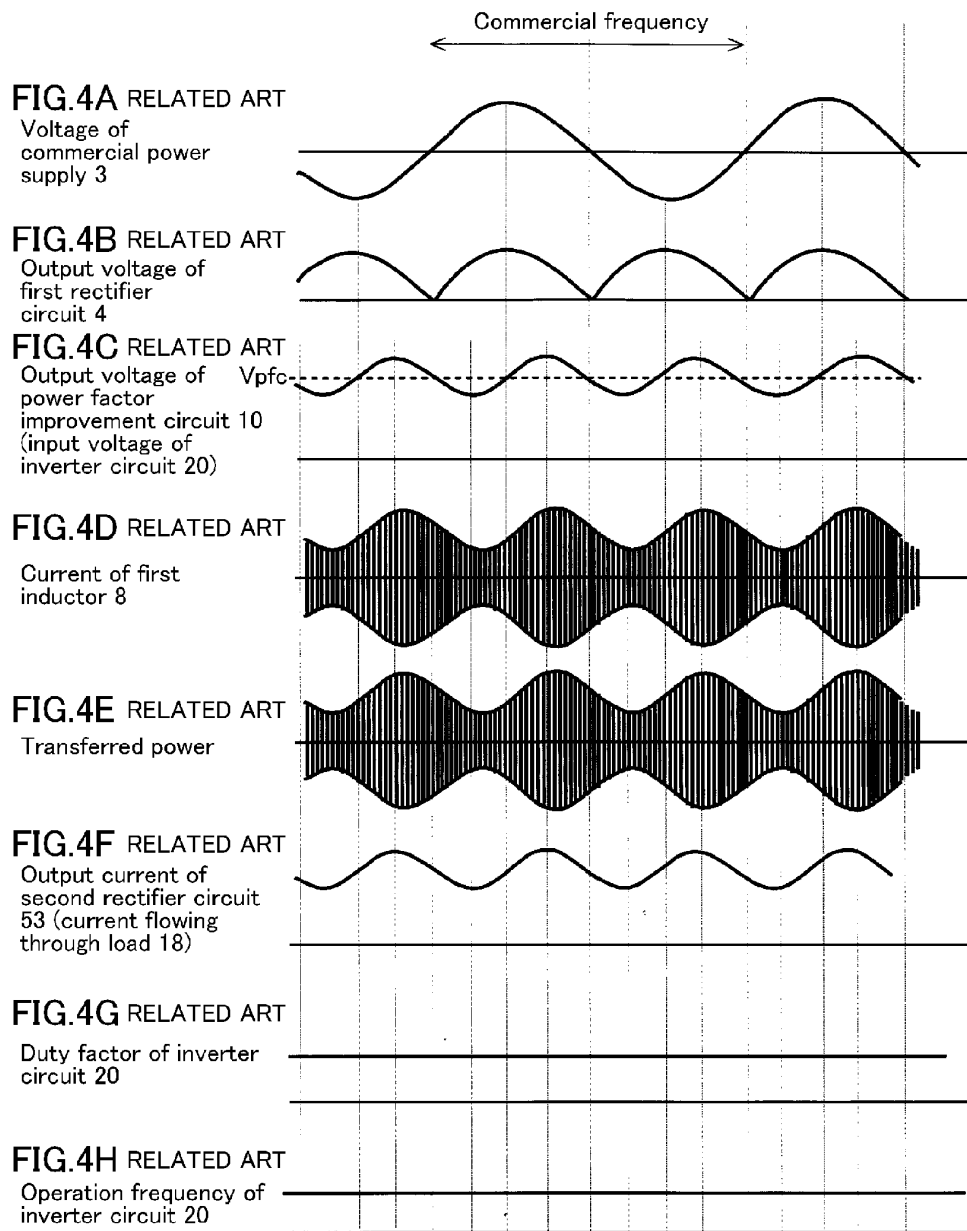 Commercial frequency
FIG.4A RELATED ART
Voltage of
commercial power
supply 3
FIG.4B RELATED ART
Output voltage of
first rectifier
circuit 4
FIG.4C RELATED ART
Output voltage of
power factor
improvement circuit 10
(input voltage of
inverter circuit 20)
Vpfc
FIG.4D RELATED ART
Current of first
inductor 8
FIG.4E RELATED ART
Transferred power
FIG.4F RELATED ART
Output current of
second rectifier circuit
53 (current flowing
through load 18)
FIG.4G RELATED ART
Duty factor of inverter
circuit 20
FIG.4H RELATED ART
Operation frequency of
inverter circuit 20